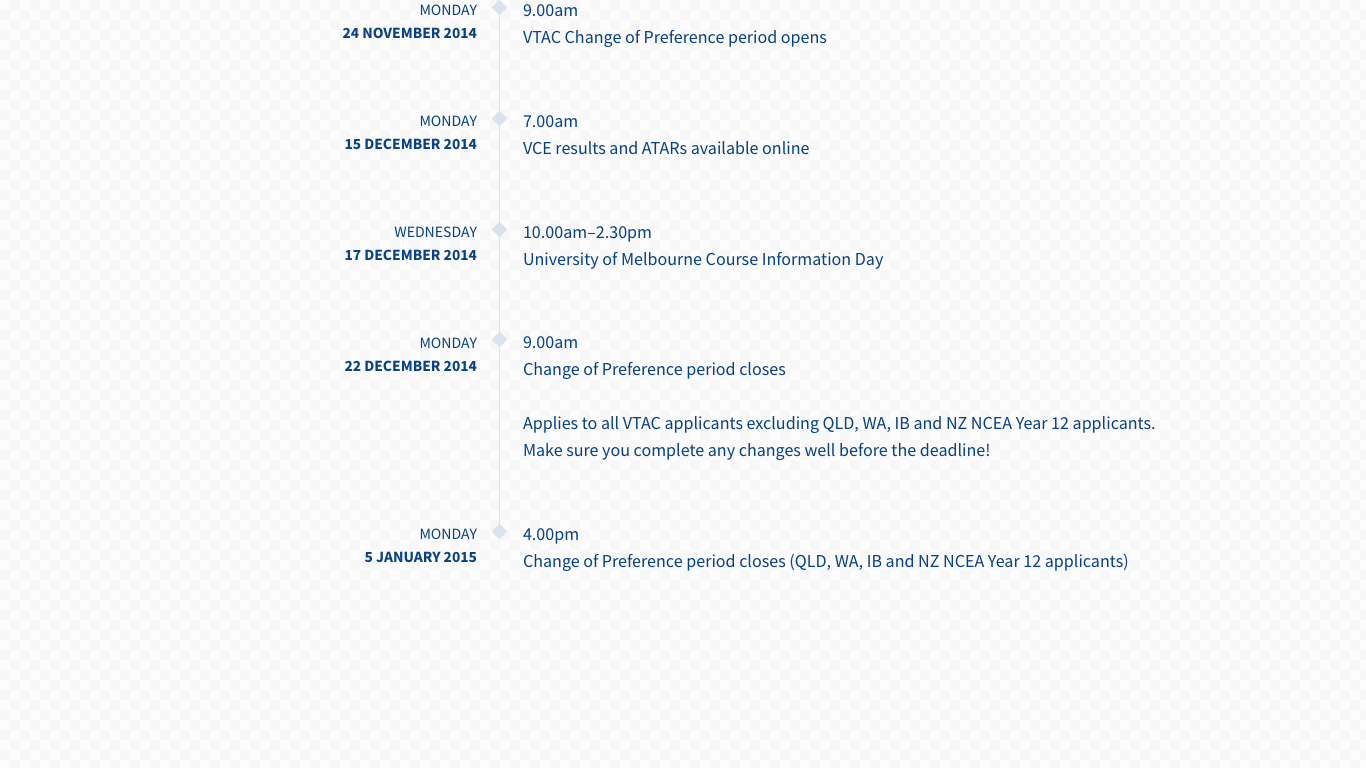 MONDAY
24 NOVEMBER 2014
9.00am
VTAC Change of Preference period opens
MONDAY
15 DECEMBER 2014
7.00am
VCE results and ATARs available online
WEDNESDAY
17 DECEMBER 2014
10.00am–2.30pm
University of Melbourne Course Information Day
MONDAY
22 DECEMBER 2014
9.00am
Change of Preference period closes
Applies to all VTAC applicants excluding QLD, WA, IB and NZ NCEA Year 12 applicants.
Make sure you complete any changes well before the deadline!
MONDAY
5 JANUARY 2015
4.00pm
Change of Preference period closes (QLD, WA, IB and NZ NCEA Year 12 applicants)